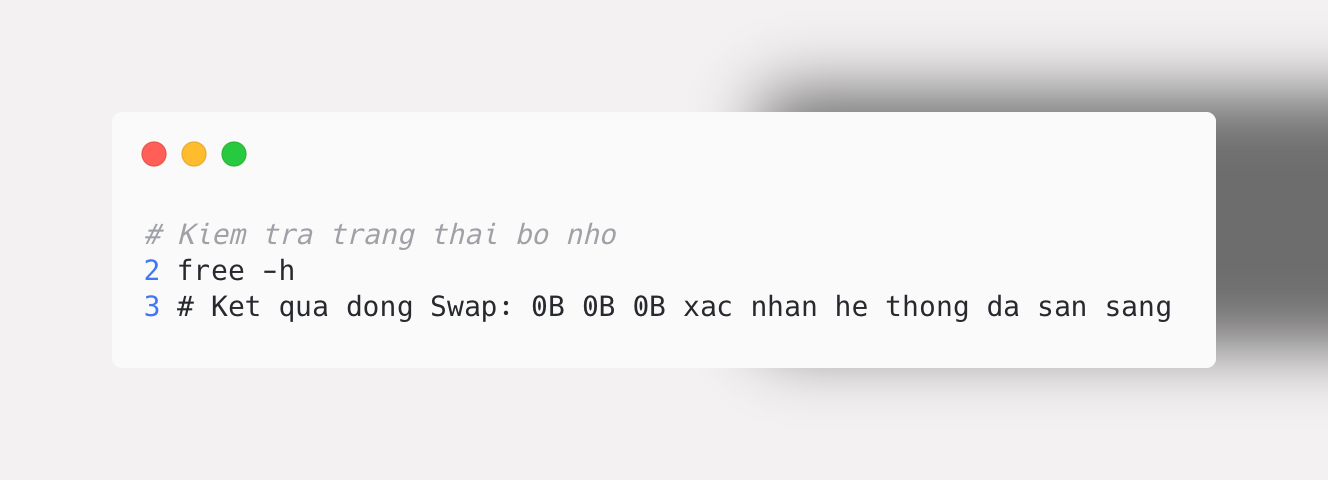 # Kiem tra trang thai bo nho
2 free -h
3 # Ket qua dong Swap: 0B 0B 0B xac nhan he thong da san sang